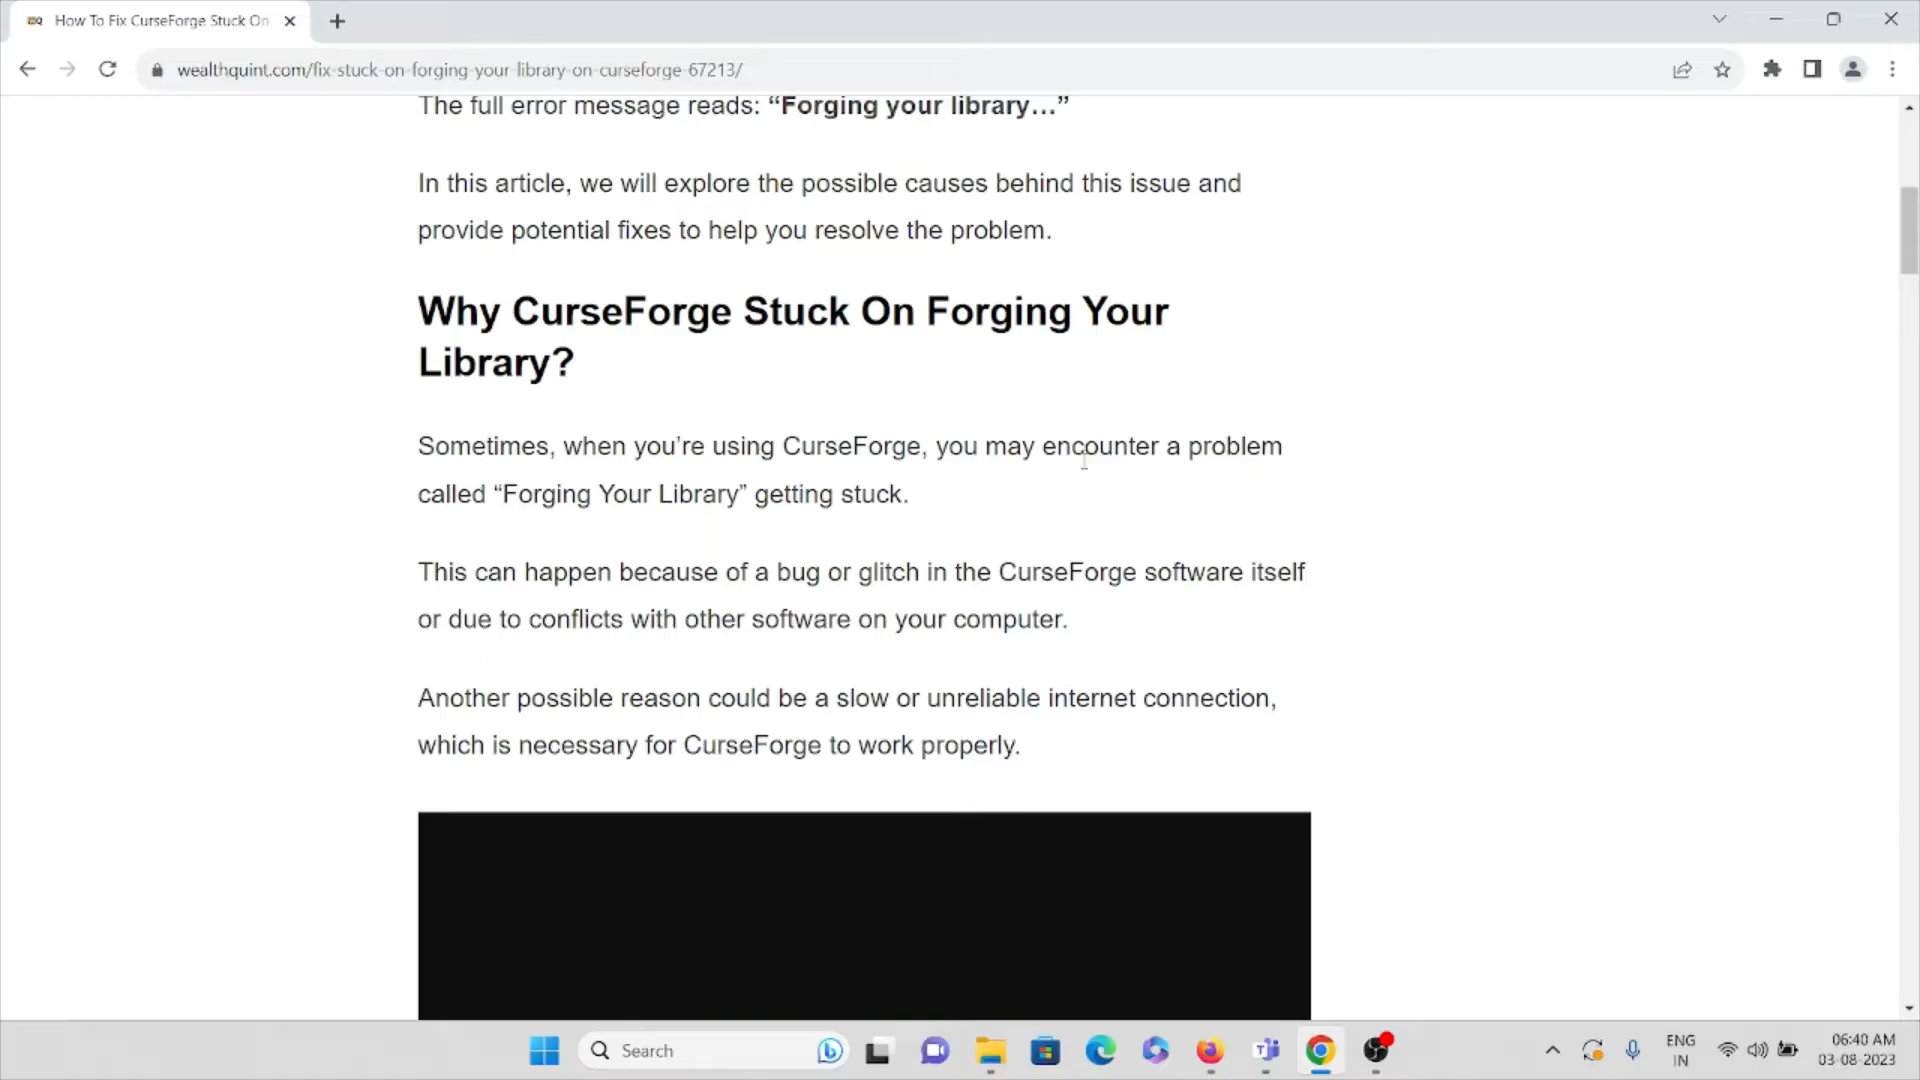 How To Fix CurseForge Stuck On
wealthquint.com/fix-stuck-on-forging-your-library-on-curseforge-67213/
The full error message reads: “Forging your library…”
In this article, we will explore the possible causes behind this issue and
provide potential fixes to help you resolve the problem.
Why CurseForge Stuck On Forging Your
Library?
Sometimes, when you’re using CurseForge, you may encounter a problem
called “Forging Your Library” getting stuck.
This can happen because of a bug or glitch in the CurseForge software itself
or due to conflicts with other software on your computer.
Another possible reason could be a slow or unreliable internet connection,
which is necessary for CurseForge to work properly.
Search
ENG
IN
06:40 AM
03-08-2023